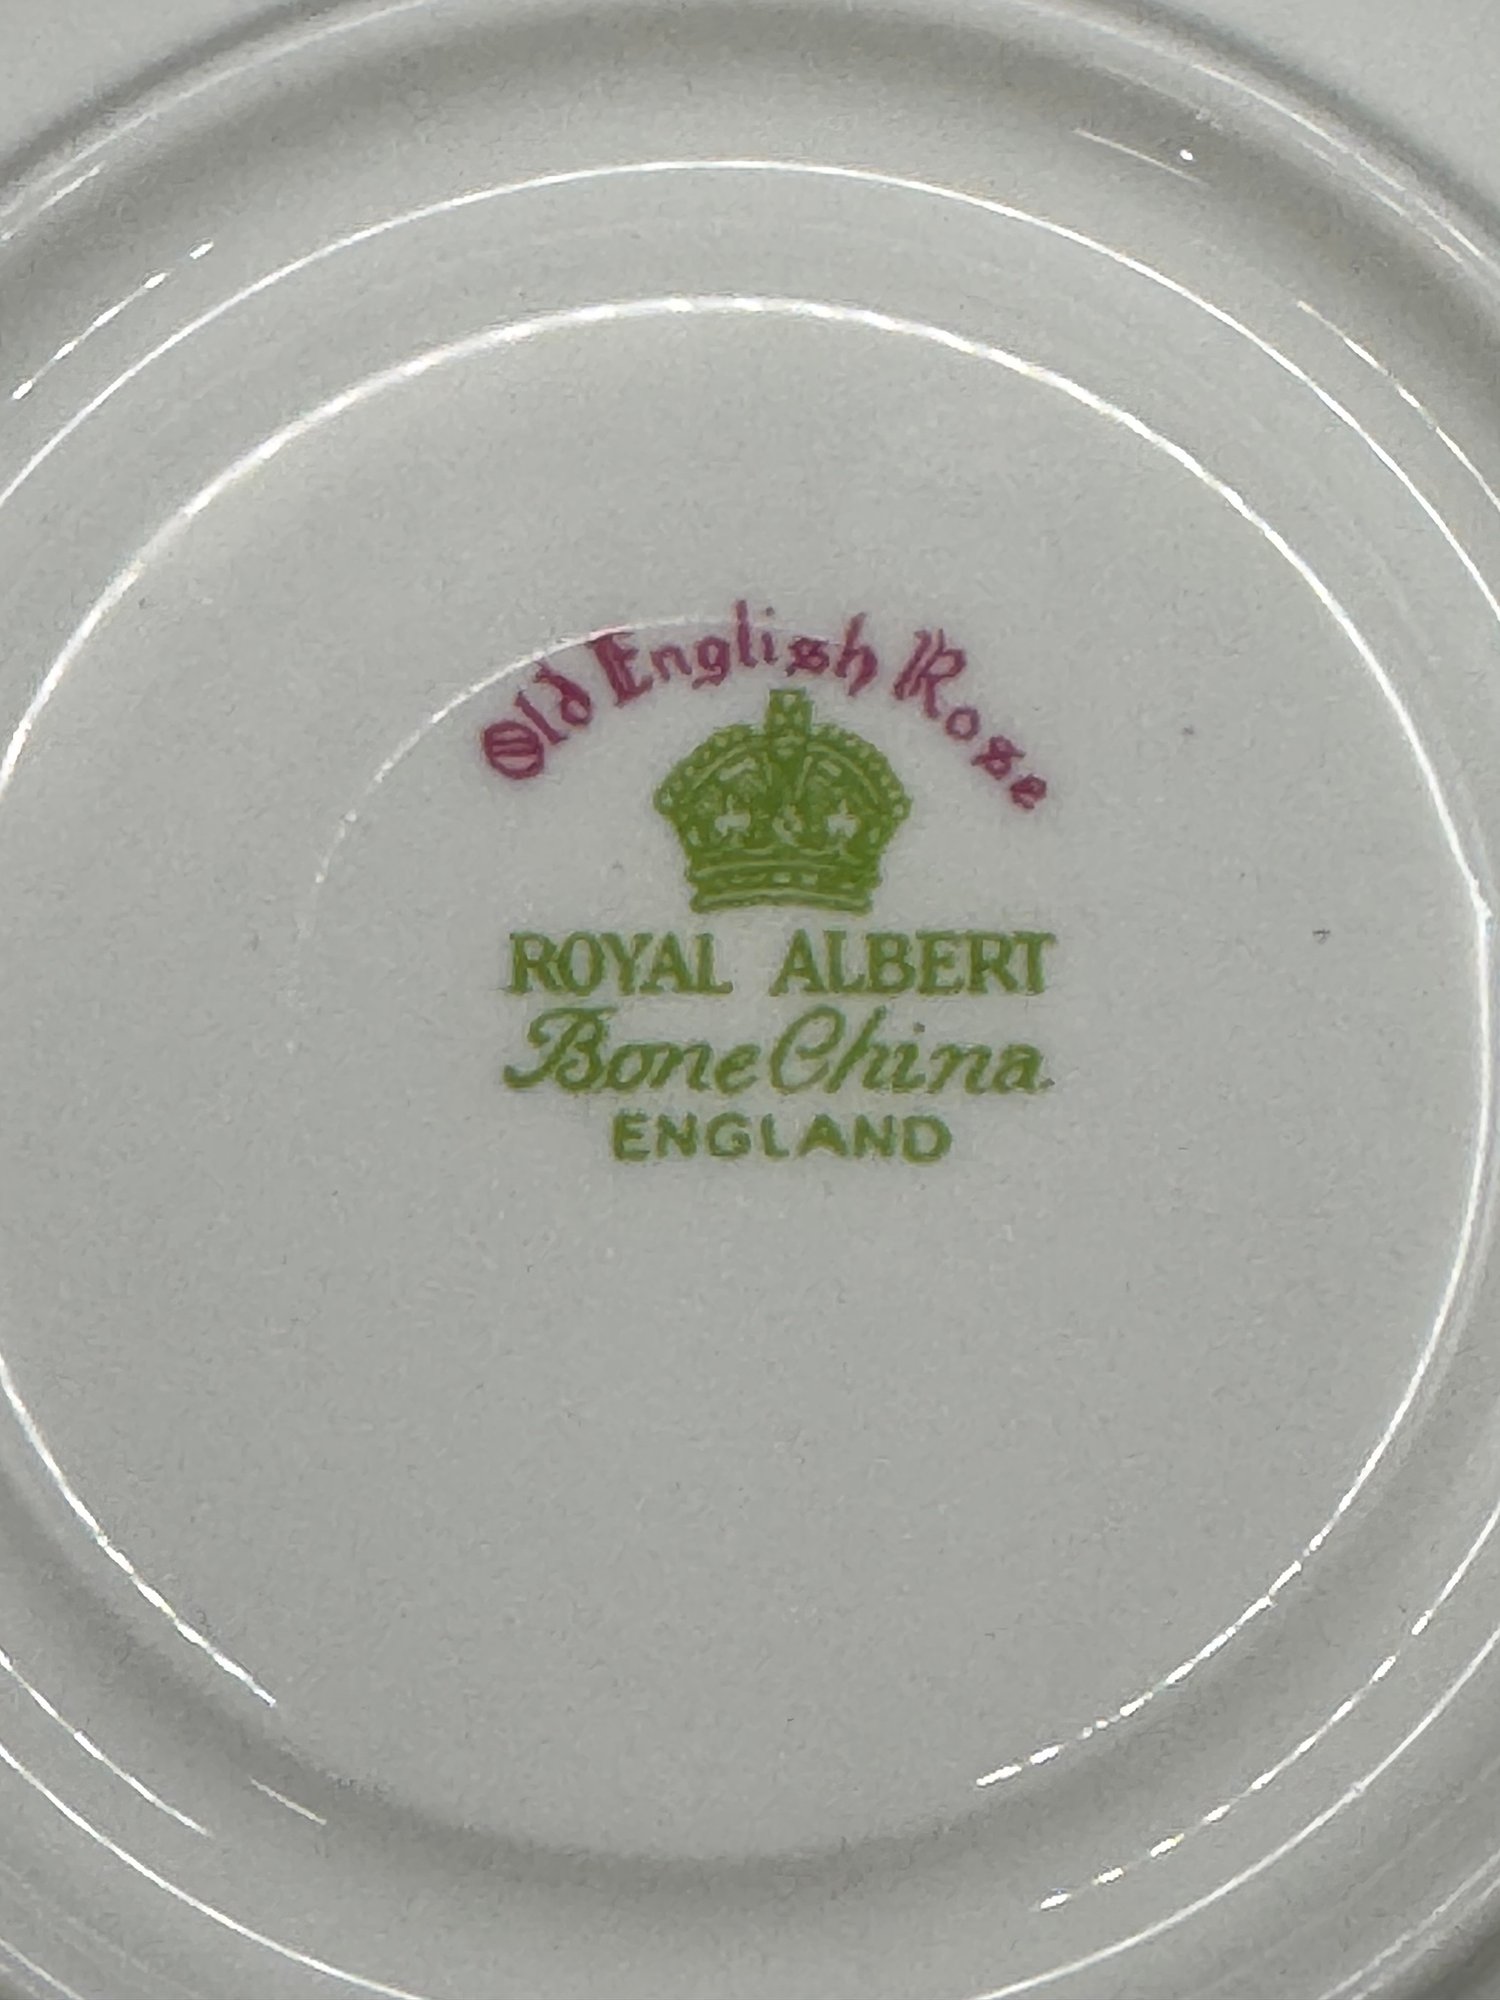 Old English Rose
ROYAL ALBERT
Bone China
ENGLAND